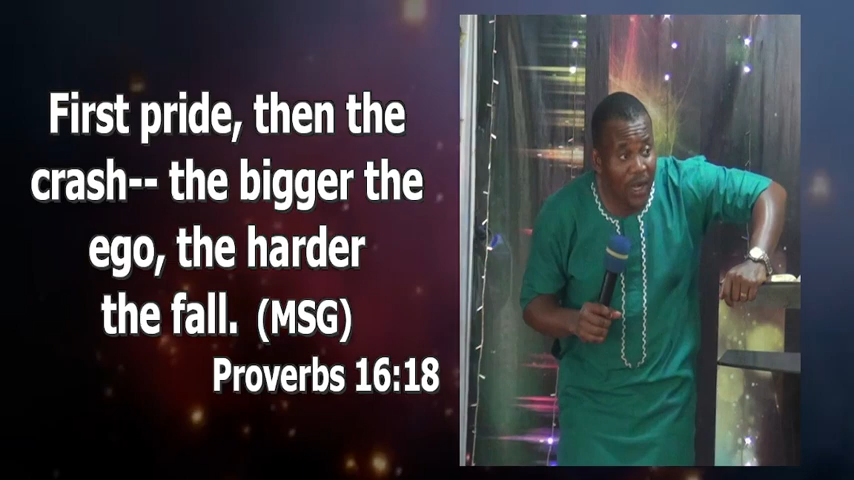 First pride, then the
crash-- the bigger the
ego, the harder
the fall. (MSG)
Proverbs 16:18